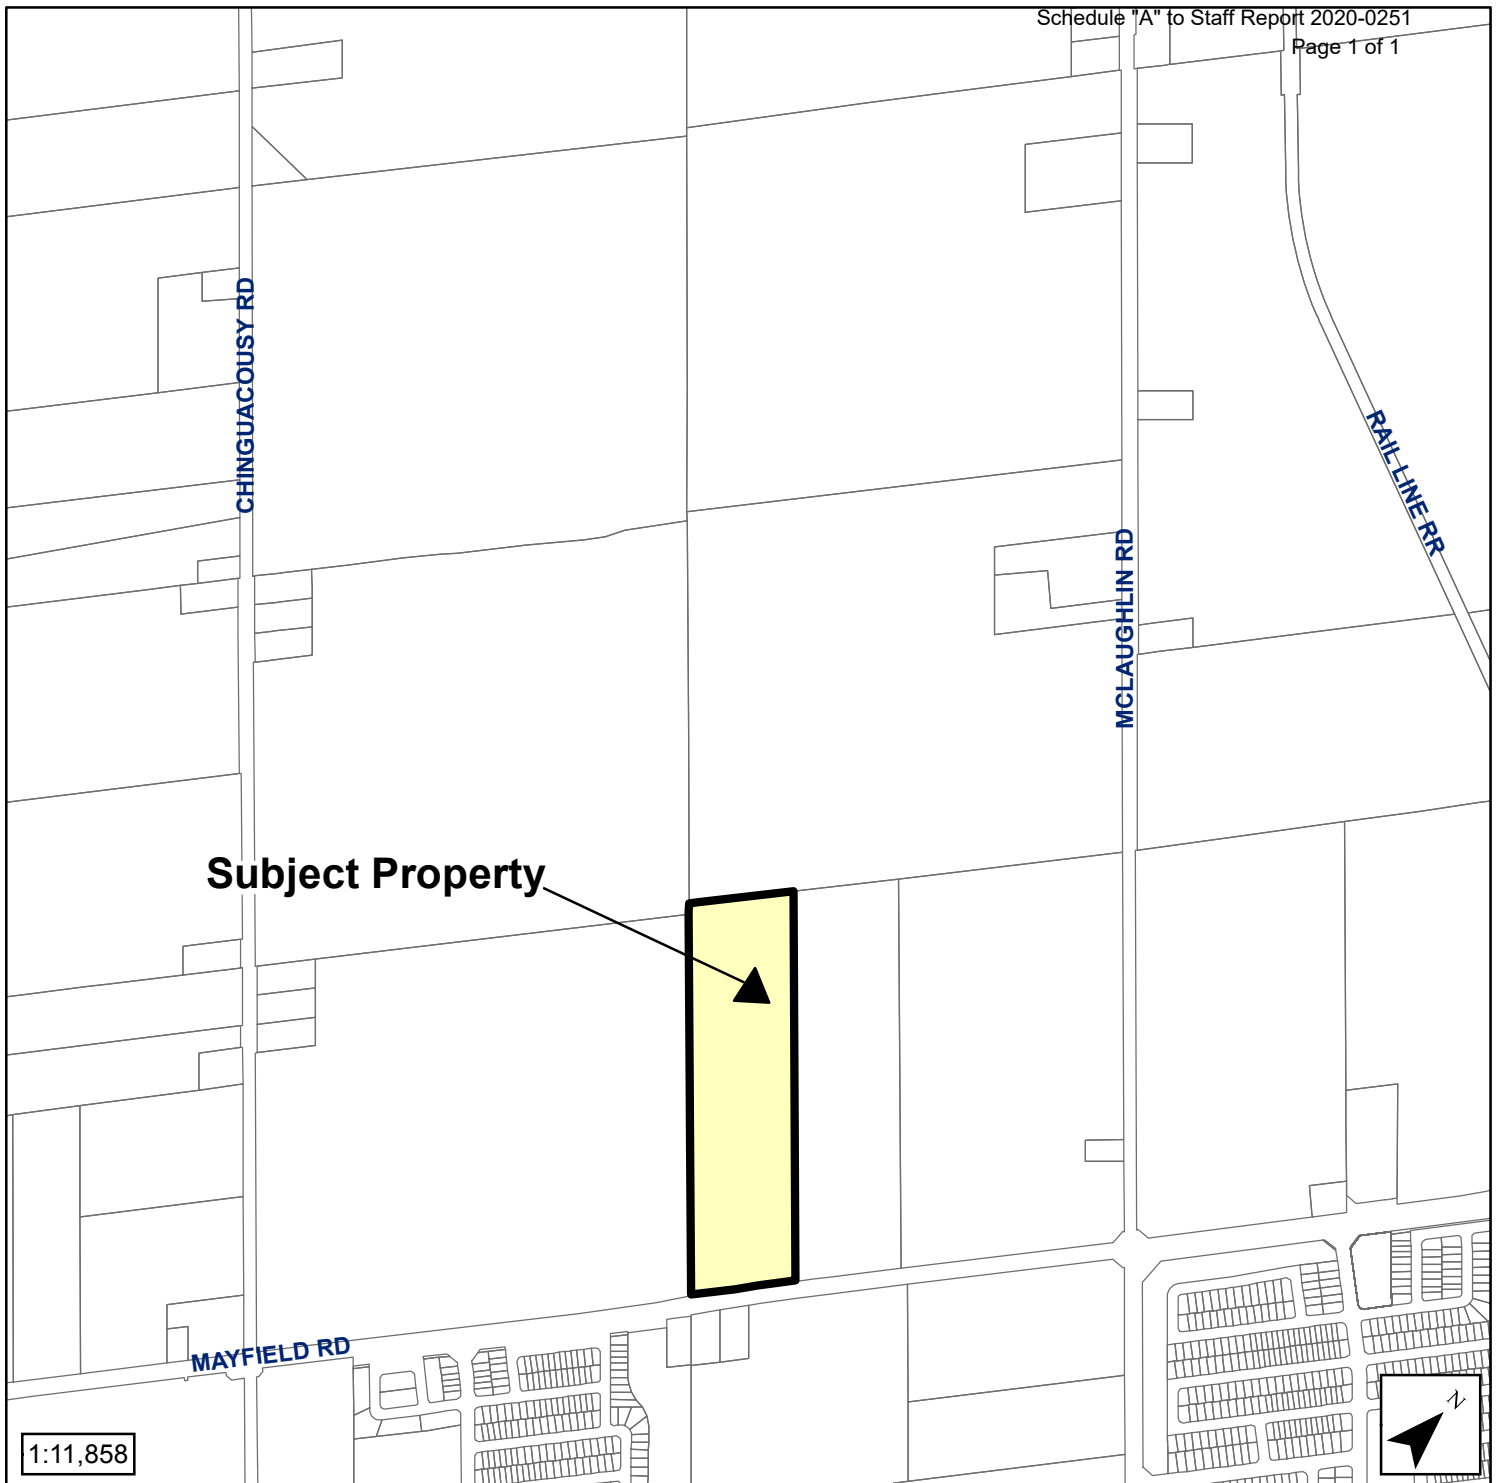 Schedule "A" to Staff Report 2020-0251
Page 1 of 1
CHINGUACOUSY RD
RAIL LINE RR
MCLAUGHLIN RD
Subject Property
MAYFIELD RD
N
1:11,858